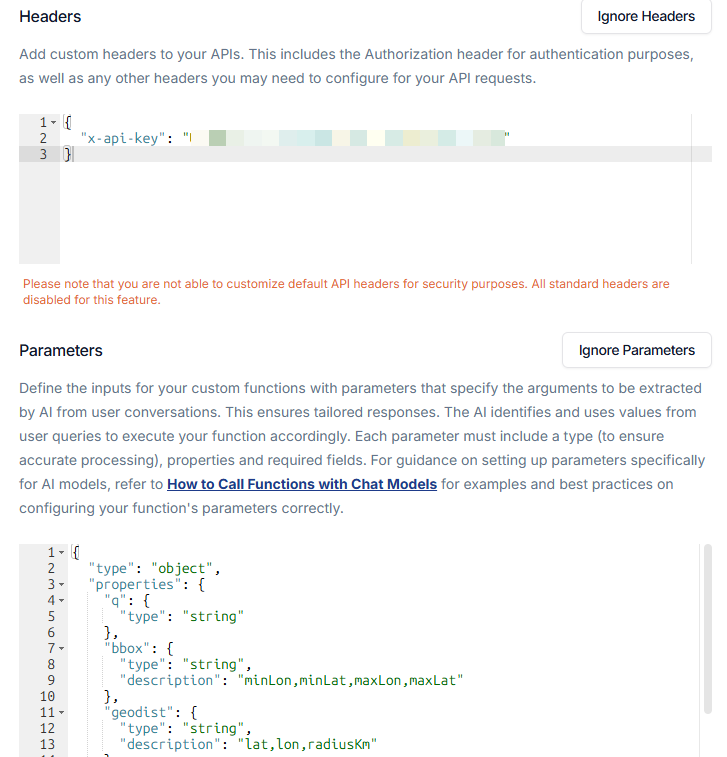 Headers
Ignore Headers
Add custom headers to your APIs. This includes the Authorization header for authentication purposes,
as well as any other headers you may need to configure for your API requests.
1 {
2 "x-api-key": " "
3 }
Please note that you are not able to customize default API headers for security purposes. All standard headers are
disabled for this feature.
Parameters
Ignore Parameters
Define the inputs for your custom functions with parameters that specify the arguments to be extracted
by AI from user conversations. This ensures tailored responses. The AI identifies and uses values from
user queries to execute your function accordingly. Each parameter must include a type (to ensure
accurate processing), properties and required fields. For guidance on setting up parameters specifically
for AI models, refer to How to Call Functions with Chat Models for examples and best practices on
configuring your function's parameters correctly.
1 {
2 "type": "object",
3 "properties": {
4 "q": {
5 "type": "string"
6 },
7 "bbox": {
8 "type": "string",
9 "description": "minLon,minLat,maxLon,maxLat"
10 },
11 "geodist": {
12 "type": "string",
13 "description": "lat,lon,radiusKm"